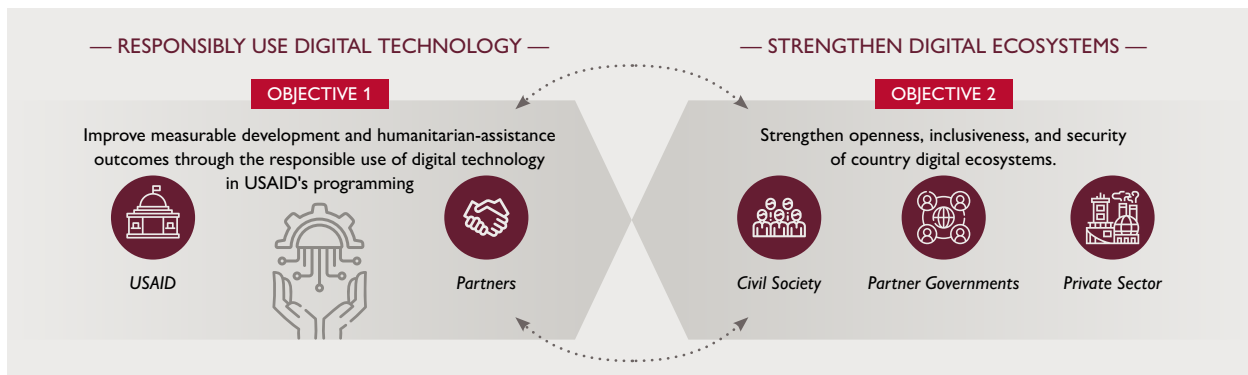 — RESPONSIBLY USE DIGITAL TECHNOLOGY —
OBJECTIVE 1
Improve measurable development and humanitarian-assistance
outcomes through the responsible use of digital technology
in USAID's programming
USAID
Partners
— STRENGTHEN DIGITAL ECOSYSTEMS —
OBJECTIVE 2
Strengthen openness, inclusiveness, and security
of country digital ecosystems.
Civil Society
Partner Governments
Private Sector